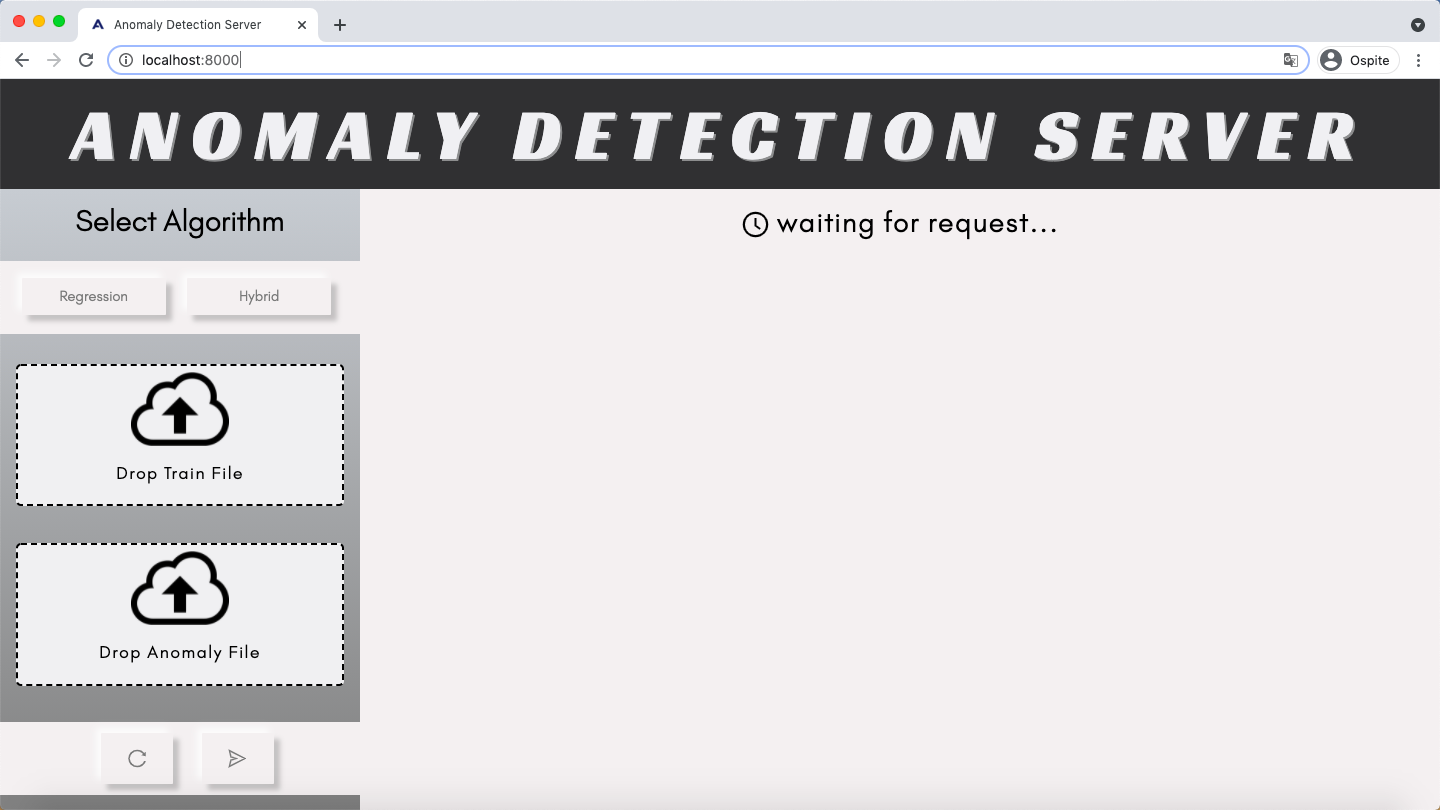 Anomaly Detection Server
localhost:8000
Ospite
ANOMALY DETECTION SERVER
Select Algorithm
waiting for request...
Regression
Hybrid
Drop Train File
Drop Anomaly File